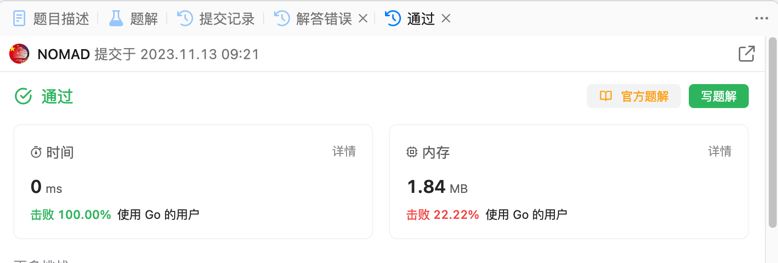 题目描述 题解 提交记录 解答错误 通过
NOMAD 提交于 2023.11.13 09:21
通过 官方题解 写题解
时间 详情 内存 详情
0 ms 1.84 MB
击败 100.00% 使用 Go 的用户 击败 22.22% 使用 Go 的用户